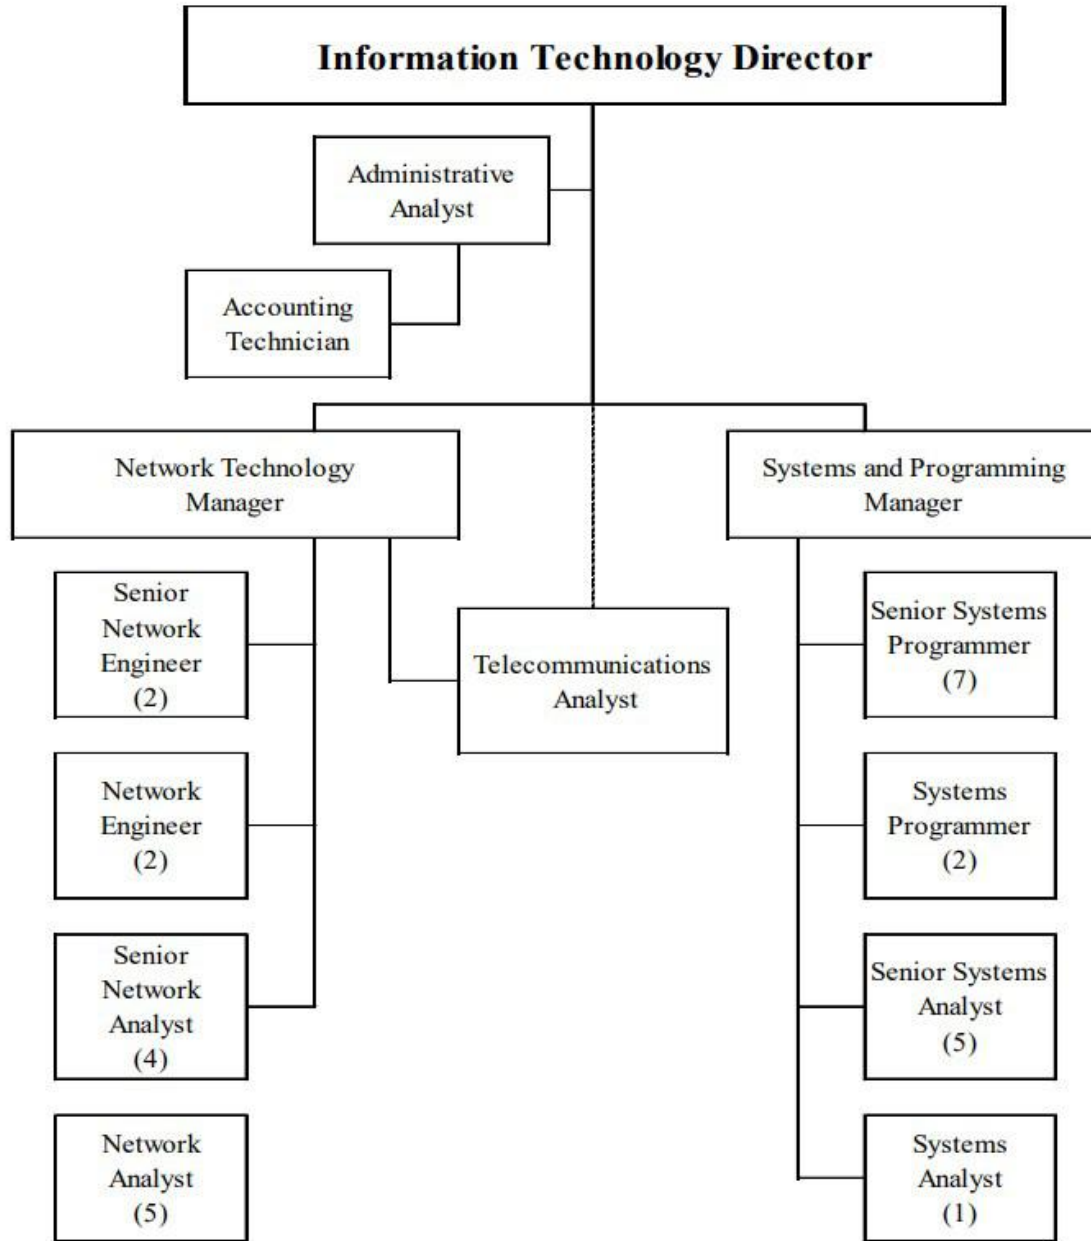 Information Technology Director
Administrative
Analyst
Accounting
Technician
Network Technology
Manager
Systems and Programming
Manager
Senior
Network
Engineer
(2)
Telecommunications
Analyst
Senior Systems
Programmer
(7)
Network
Engineer
(2)
Systems
Programmer
(2)
Senior
Network
Analyst
(4)
Senior Systems
Analyst
(5)
Network
Analyst
(5)
Systems
Analyst
(1)